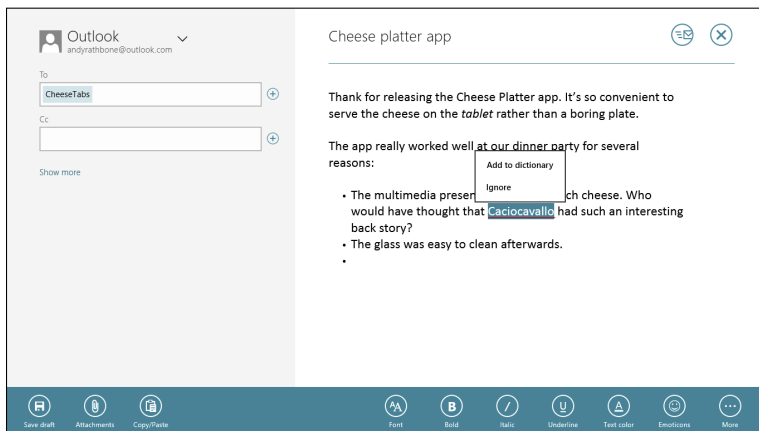 Outlook
andyrathbone@outlook.com
To
CheeseTabs
Cc
Show more
Cheese platter app
Thank for releasing the Cheese Platter app. It's so convenient to
serve the cheese on the tablet rather than a boring plate.
The app really worked well at our dinner party for several
reasons:
Add to dictionary
Ignore
• The multimedia presen ch cheese. Who
would have thought that Caciocavallo had such an interesting
back story?
• The glass was easy to clean afterwards.
•
Save draft Attachments Copy/Paste Font Bold Italic Underline Text color Emoticons More